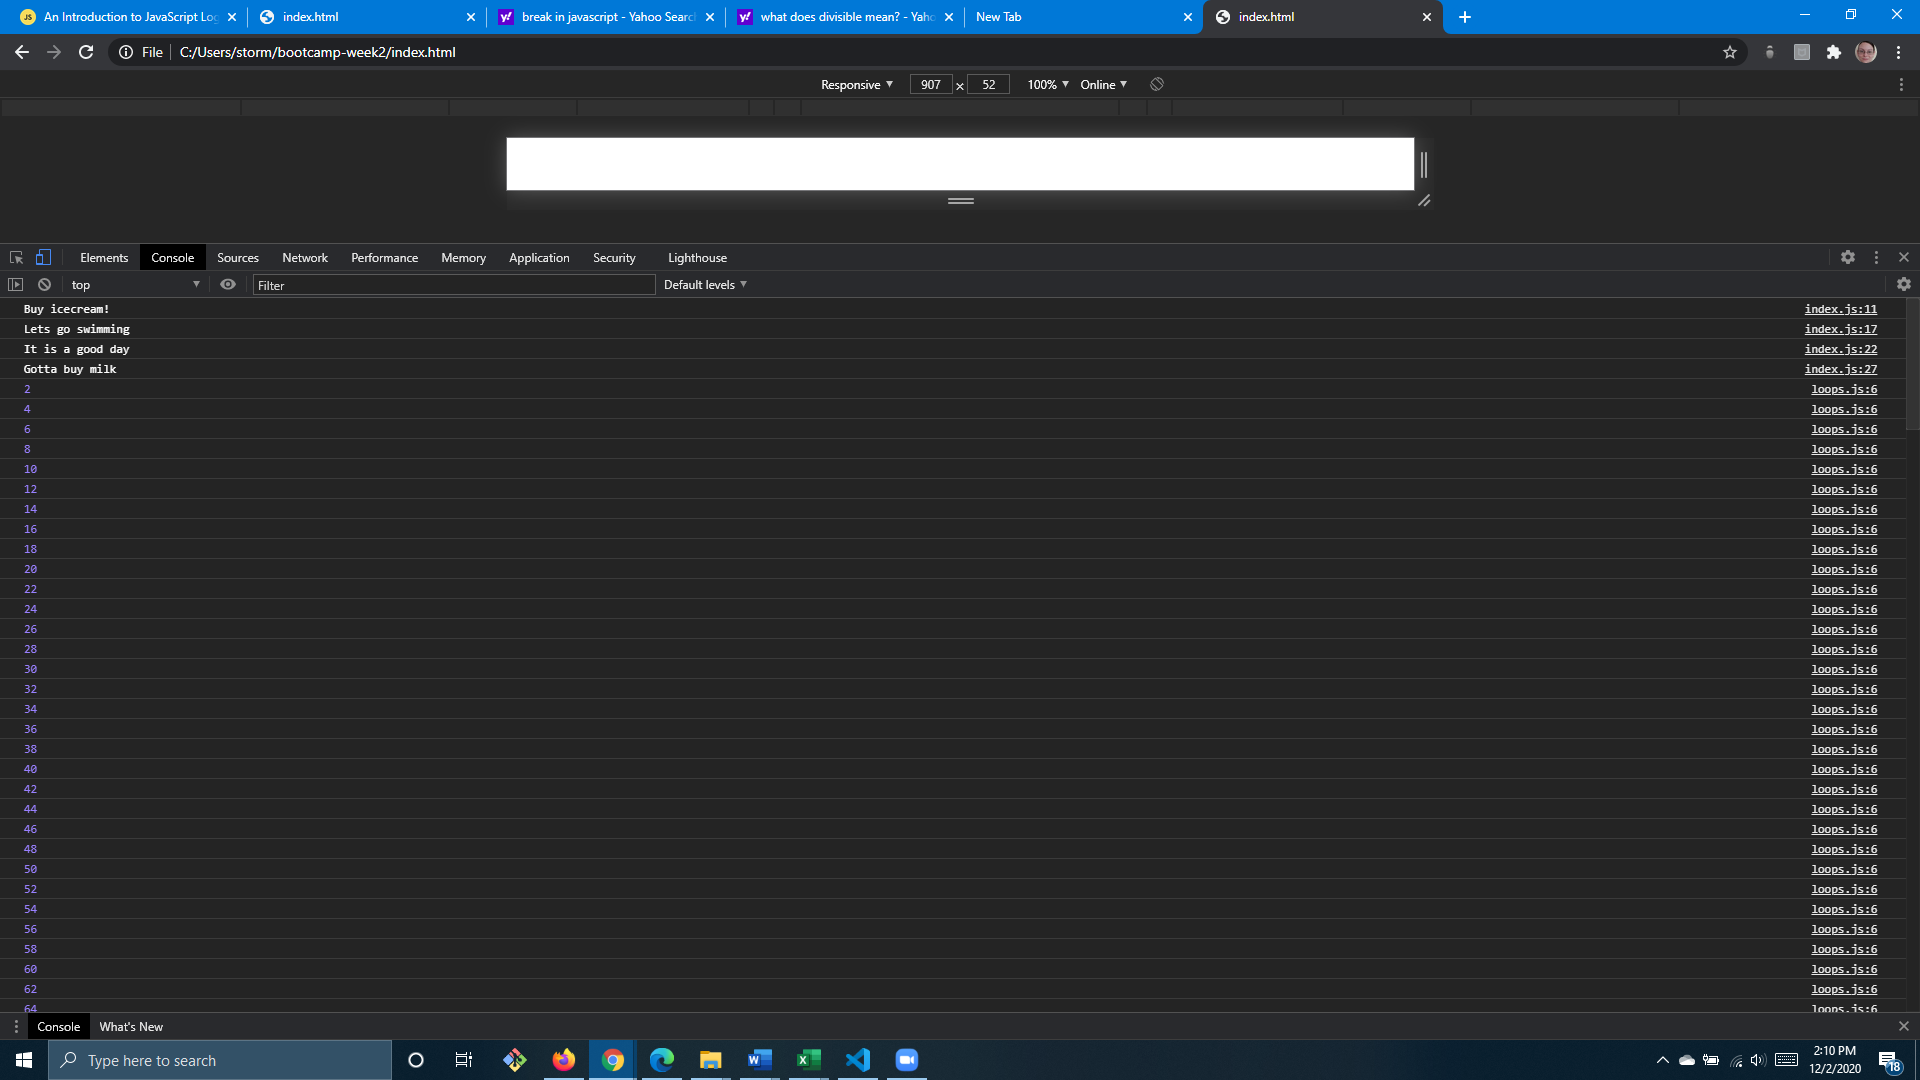 JS An Introduction to JavaScript Log
index.html
y! break in javascript - Yahoo Searc
y! what does divisible mean? - Yaho
New Tab
index.html
File C:/Users/storm/bootcamp-week2/index.html
Responsive 907 x 52 100% Online
Elements Console Sources Network Performance Memory Application Security Lighthouse
top Filter Default levels
Buy icecream! index.js:11
Lets go swimming index.js:17
It is a good day index.js:22
Gotta buy milk index.js:27
2 loops.js:6
4 loops.js:6
6 loops.js:6
8 loops.js:6
10 loops.js:6
12 loops.js:6
14 loops.js:6
16 loops.js:6
18 loops.js:6
20 loops.js:6
22 loops.js:6
24 loops.js:6
26 loops.js:6
28 loops.js:6
30 loops.js:6
32 loops.js:6
34 loops.js:6
36 loops.js:6
38 loops.js:6
40 loops.js:6
42 loops.js:6
44 loops.js:6
46 loops.js:6
48 loops.js:6
50 loops.js:6
52 loops.js:6
54 loops.js:6
56 loops.js:6
58 loops.js:6
60 loops.js:6
62 loops.js:6
64 loops.js:6
Console What's New
Type here to search
2:10 PM
12/2/2020
18